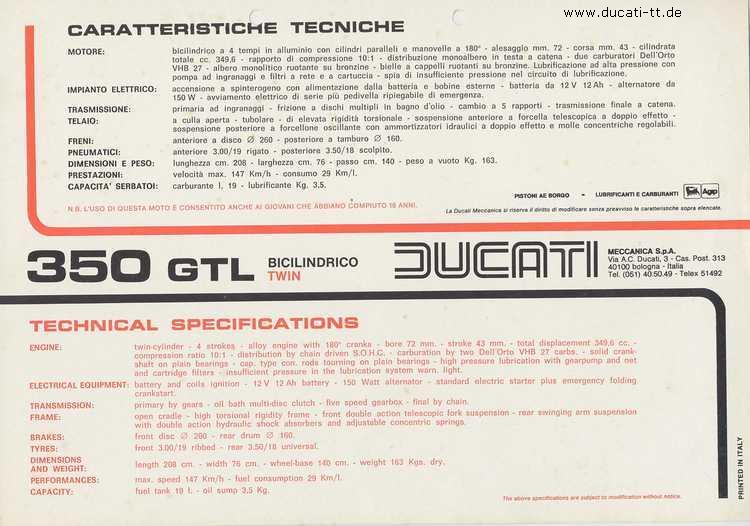 www.ducati-tt.de
CARATTERISTICHE TECNICHE
MOTORE: bicilindrico a 4 tempi in alluminio con cilindri paralleli e manovelle a 180° - alesaggio mm. 72 - corsa mm. 43 - cilindrata
totale cc. 349,6 - rapporto di compressione 10:1 - distribuzione monoalbero in testa a catena - due carburatori Dell'Orto
VHB 27 - albero monolitico ruotante su bronzine - bielle a cappelli ruotanti su bronzine. Lubrificazione ad alta pressione con
pompa ad ingranaggi e filtri a rete e a cartuccia - spia di insufficiente pressione nel circuito di lubrificazione.
IMPIANTO ELETTRICO: accensione a spinterogeno con alimentazione dalla batteria e bobine esterne - batteria da 12 V 12 Ah - alternatore da
150 W - avviamento elettrico di serie più pedivella ripiegabile di emergenza.
TRASMISSIONE: primaria ad ingranaggi - frizione a dischi multipli in bagno d'olio - cambio a 5 rapporti - trasmissione finale a catena.
TELAIO: a culla aperta - tubolare - di elevata rigidità torsionale - sospensione anteriore a forcella telescopica a doppio effetto -
sospensione posteriore a forcellone oscillante con ammortizzatori idraulici a doppio effetto e molle concentriche regolabili.
FRENI: anteriore a disco Ø 260 - posteriore a tamburo Ø 160.
PNEUMATICI: anteriore 3.00/19 rigato - posteriore 3.50/18 scolpito.
DIMENSIONI E PESO: lunghezza cm. 208 - larghezza cm. 76 - passo cm. 140 - peso a vuoto Kg. 163.
PRESTAZIONI: velocità max. 147 Km/h - consumo 29 Km/l.
CAPACITA' SERBATOI: carburante l. 19 - lubrificante Kg. 3,5.
PISTONI AE BORGO - LUBRIFICANTI E CARBURANTI Agip
N.B. L'USO DI QUESTA MOTO È CONSENTITO ANCHE AI GIOVANI CHE ABBIANO COMPIUTO 18 ANNI.
La Ducati Meccanica si riserva il diritto di modificare senza preavviso le caratteristiche sopra elencate.
350 GTL BICILINDRICO
TWIN
DUCATI
MECCANICA S.p.A.
Via A.C. Ducati, 3 - Cas. Post. 313
40100 bologna - Italia
Tel. (051) 40.50.49 - Telex 51492
TECHNICAL SPECIFICATIONS
ENGINE: twin-cylinder - 4 strokes - alloy engine with 180° cranks - bore 72 mm. - stroke 43 mm. - total displacement 349,6 cc. -
compression ratio 10:1 - distribution by chain driven S.O.H.C. - carburation by two Dell'Orto VHB 27 carbs. - solid crank-
shaft on plain bearings - cap. type con. rods tourning on plain bearings - high pressure lubrication with gearpump and net
and cartridge filters - insufficient pressure in the lubrication system warn. light.
ELECTRICAL EQUIPMENT: battery and coils ignition - 12 V 12 Ah battery - 150 Watt alternator - standard electric starter plus emergency folding
crankstart.
TRANSMISSION: primary by gears - oil bath multi-disc clutch - five speed gearbox - final by chain.
FRAME: open cradle - high torsional rigidity frame - front double action telescopic fork suspension - rear swinging arm suspension
with double action hydraulic shock absorbers and adjustable concentric springs.
BRAKES: front disc Ø 260 - rear drum Ø 160.
TYRES: front 3.00/19 ribbed - rear 3.50/18 universal.
DIMENSIONS
AND WEIGHT: length 208 cm. - width 76 cm. - wheel-base 140 cm. - weight 163 Kgs. dry.
PERFORMANCES: max. speed 147 Km/h - fuel consumption 29 Km/l.
CAPACITY: fuel tank 19 l. - oil sump 3,5 Kg.
The above specifications are subject to modification without notice.
PRINTED IN ITALY